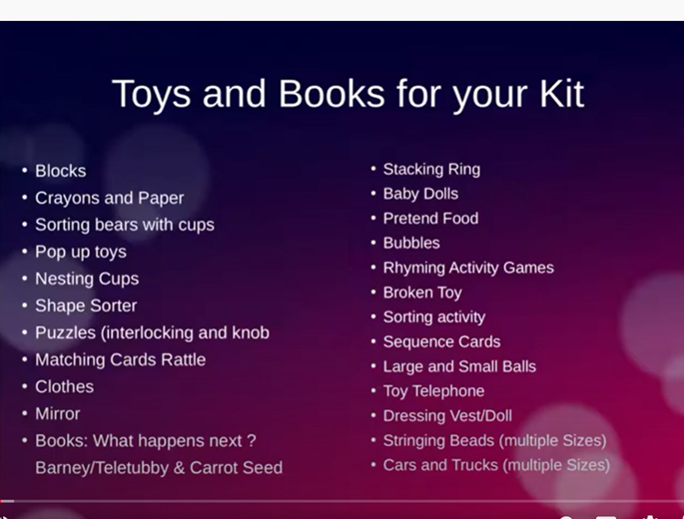 Toys and Books for your Kit
• Blocks
• Crayons and Paper
• Sorting bears with cups
• Pop up toys
• Nesting Cups
• Shape Sorter
• Puzzles (interlocking and knob
• Matching Cards Rattle
• Clothes
• Mirror
• Books: What happens next ?
Barney/Teletubby & Carrot Seed
• Stacking Ring
• Baby Dolls
• Pretend Food
• Bubbles
• Rhyming Activity Games
• Broken Toy
• Sorting activity
• Sequence Cards
• Large and Small Balls
• Toy Telephone
• Dressing Vest/Doll
• Stringing Beads (multiple Sizes)
• Cars and Trucks (multiple Sizes)